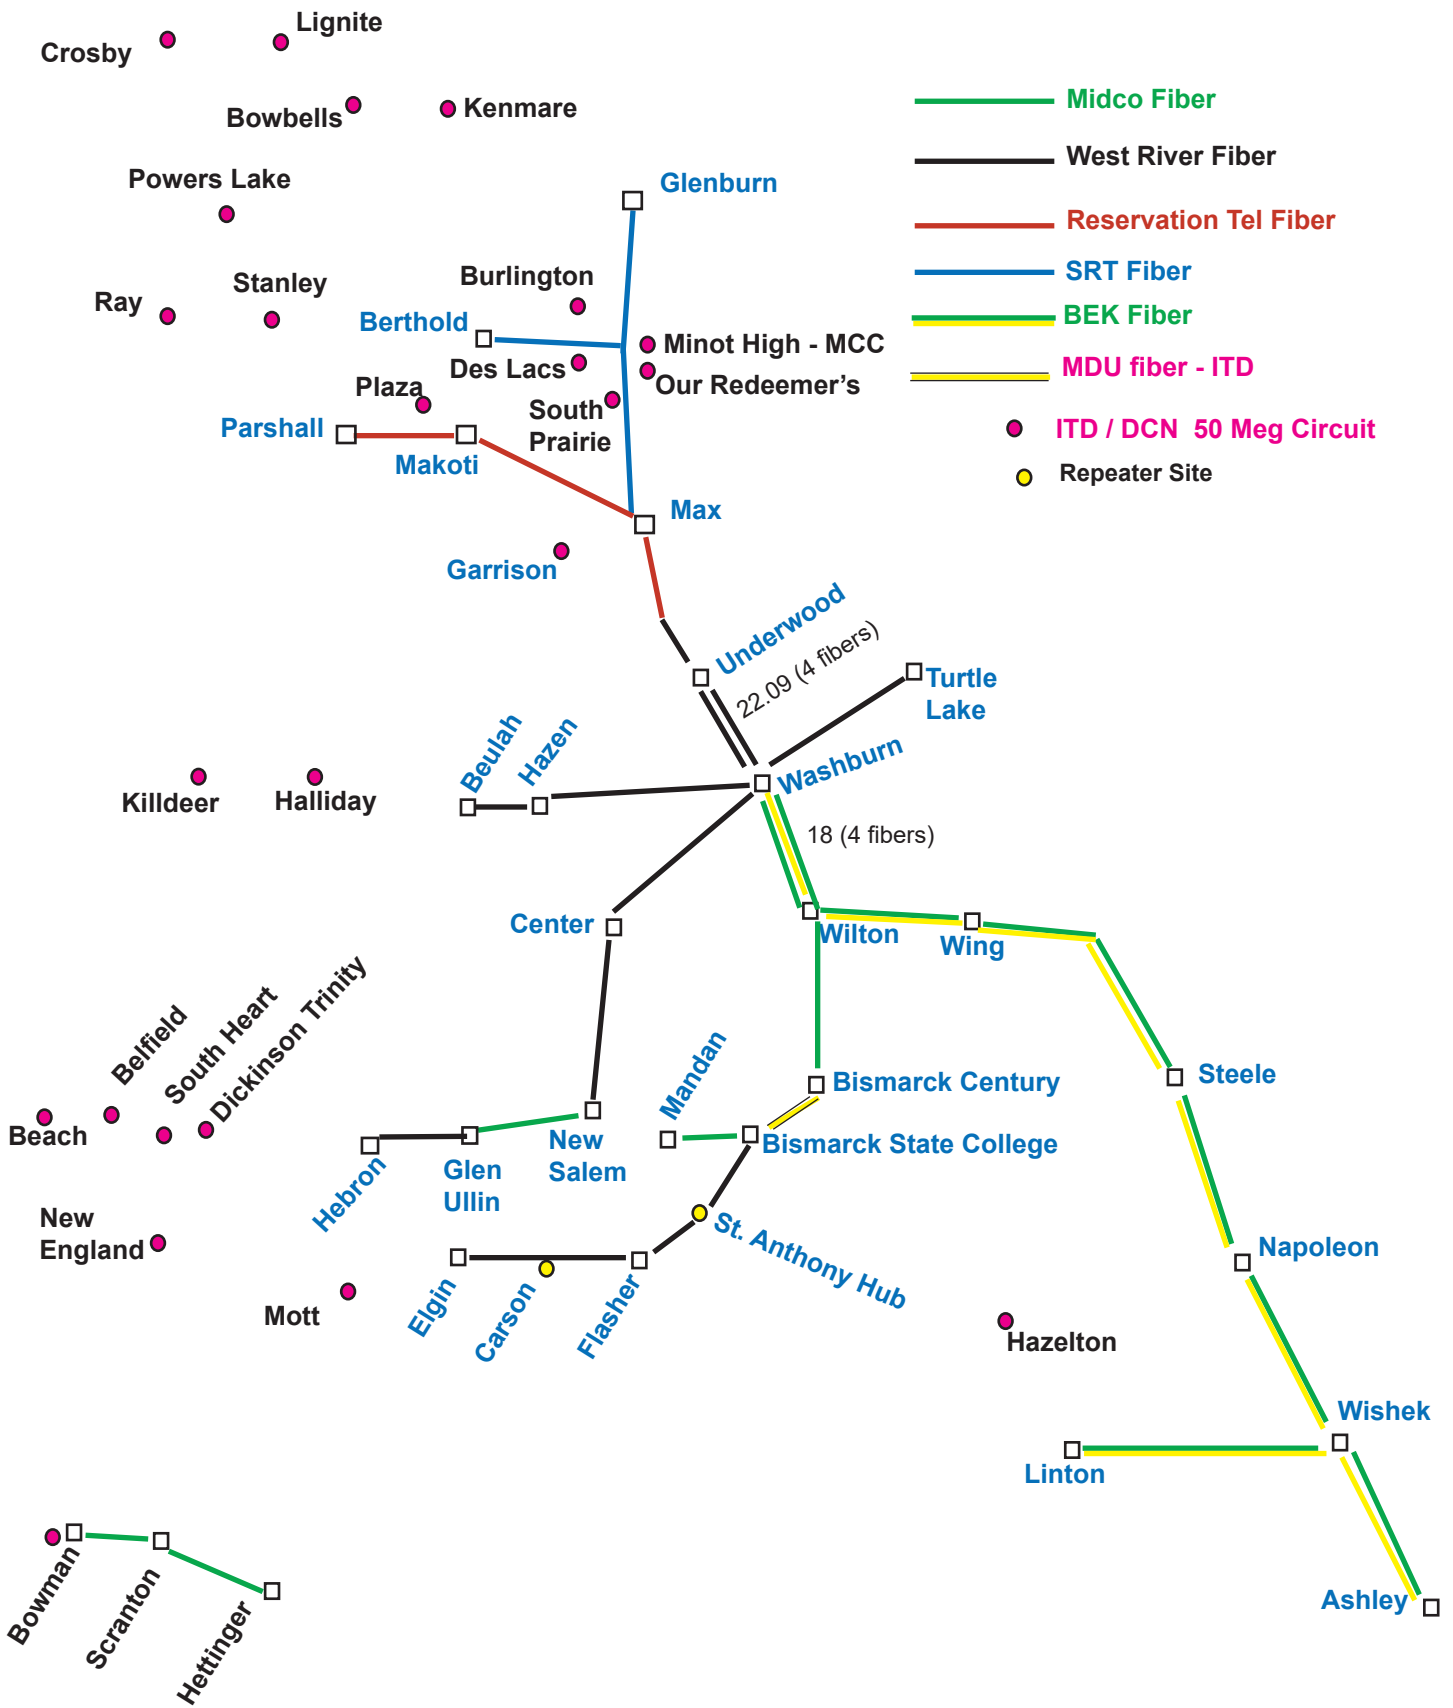 Lignite
Crosby
Bowbells
Kenmare
Powers Lake
Glenburn
Burlington
Stanley
Ray
Berthold
Minot High - MCC
Des Lacs
Our Redeemer’s
Plaza
South
Prairie
Parshall
Makoti
Max
Garrison
Midco Fiber
West River Fiber
Reservation Tel Fiber
SRT Fiber
BEK Fiber
MDU fiber - ITD
ITD / DCN  50 Meg Circuit
Repeater Site
Underwood
22.09 (4 fibers)
Turtle
Lake
Beulah
Hazen
Washburn
Killdeer
Halliday
18 (4 fibers)
Center
Wilton
Wing
Belfield
South Heart
Dickinson Trinity
Beach
Mandan
Bismarck Century
Steele
Bismarck State College
New
Salem
Glen
Ullin
Hebron
New
England
St. Anthony Hub
Napoleon
Mott
Elgin
Carson
Flasher
Hazelton
Wishek
Linton
Ashley
Bowman
Scranton
Hettinger